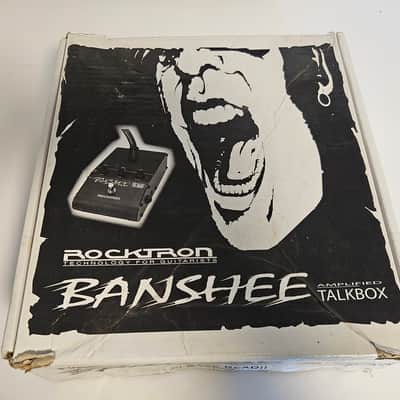 ROCKTRON
TECHNOLOGY FOR GUITARISTS
BANSHEE AMPLIFIED
TALKBOX